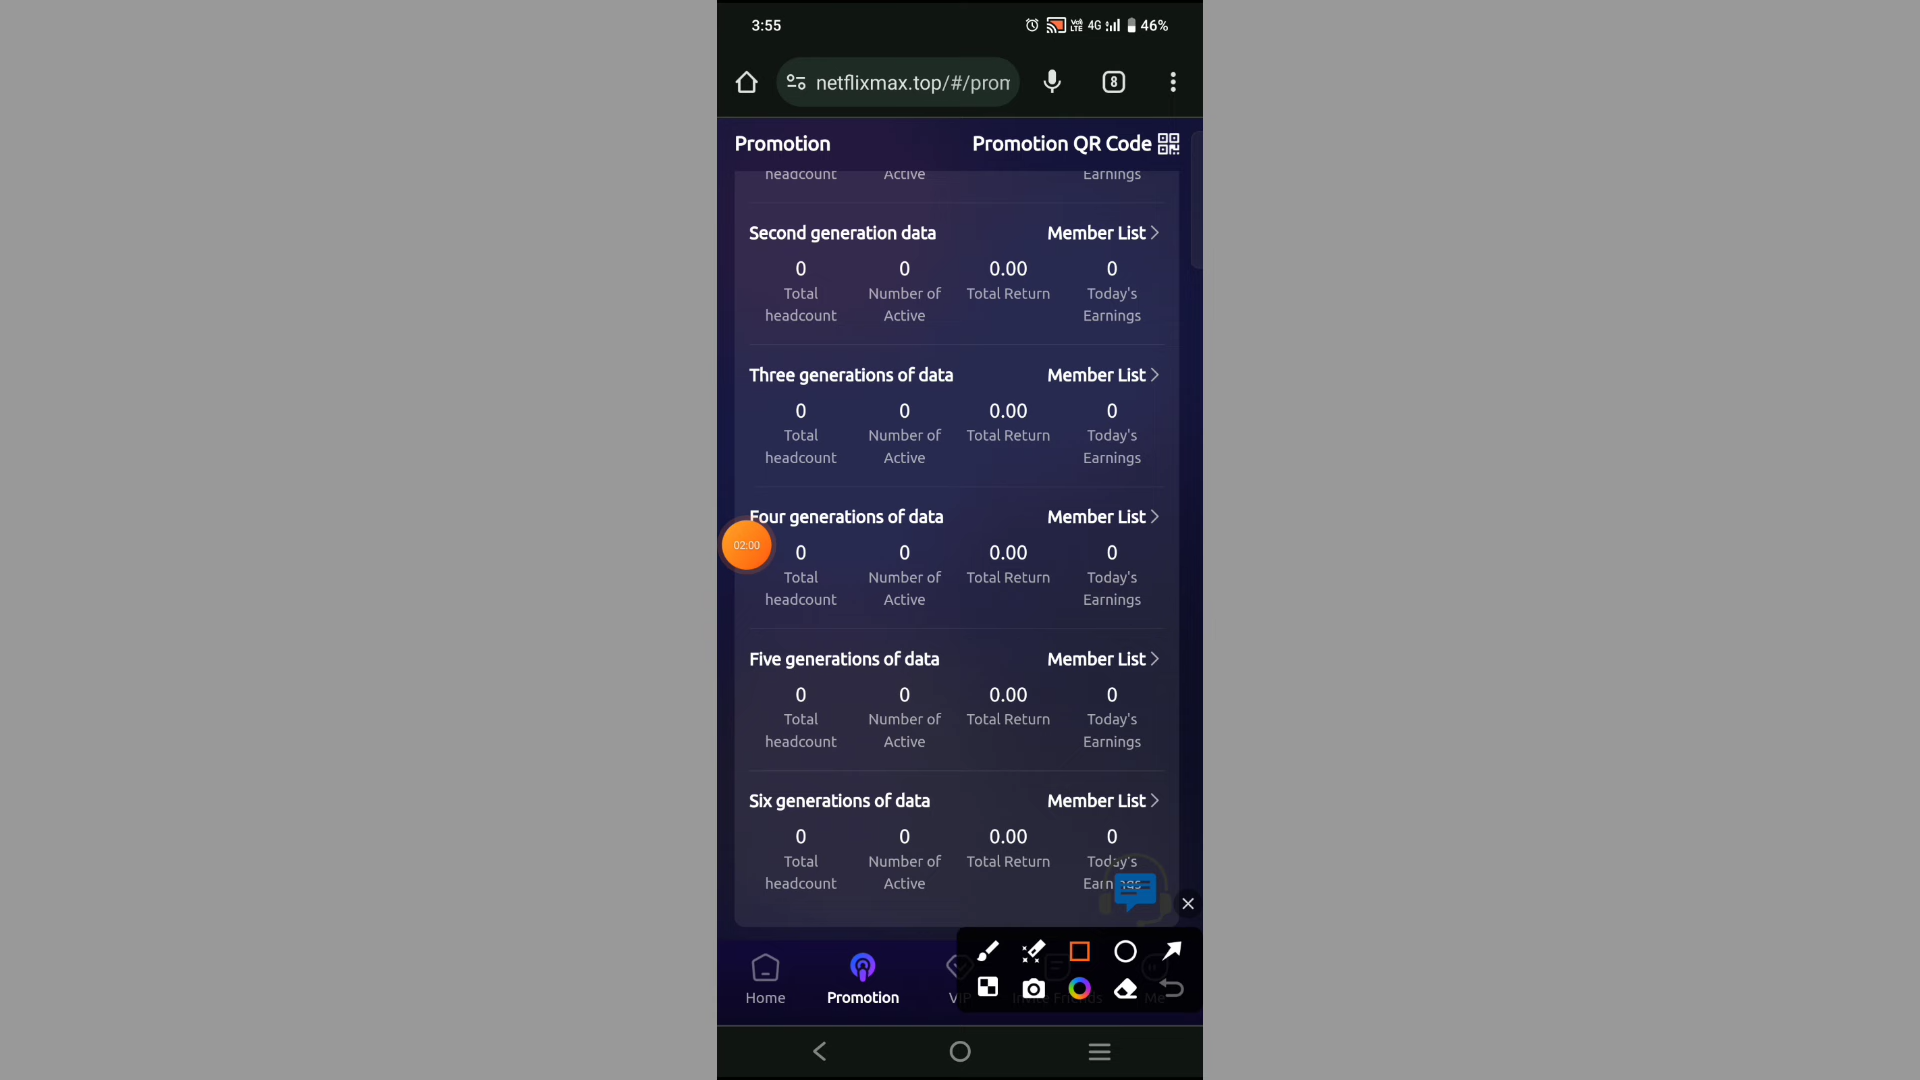 3:55
Vo) LTE 4G 46%
netflixmax.top/#/prom
8
Promotion Promotion QR Code
headcount Active Earnings
Second generation data Member List
0 0 0.00 0
Total Number of Total Return Today's
headcount Active Earnings
Three generations of data Member List
0 0 0.00 0
Total Number of Total Return Today's
headcount Active Earnings
Four generations of data Member List
02:00
0 0 0.00 0
Total Number of Total Return Today's
headcount Active Earnings
Five generations of data Member List
0 0 0.00 0
Total Number of Total Return Today's
headcount Active Earnings
Six generations of data Member List
0 0 0.00 0
Total Number of Total Return Today's
headcount Active Earnings
Home Promotion VIP Invite Friends Me